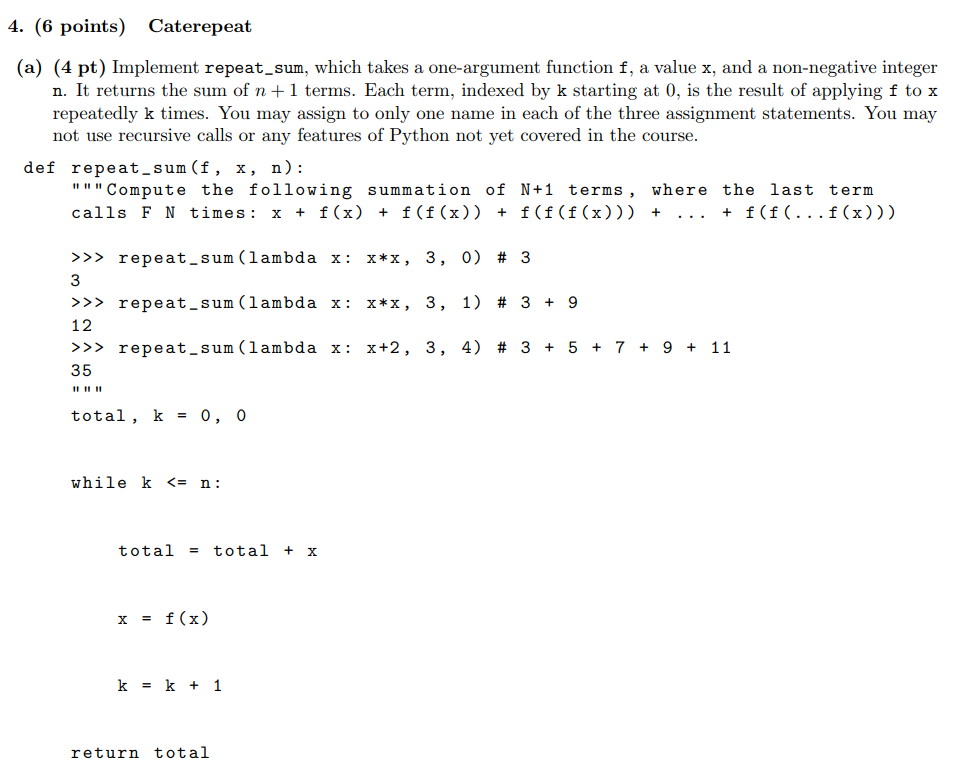 4. (6 points) Caterepeat
(a) (4 pt) Implement repeat_sum, which takes a one-argument function f, a value x, and a non-negative integer
n. It returns the sum of n + 1 terms. Each term, indexed by k starting at 0, is the result of applying f to x
repeatedly k times. You may assign to only one name in each of the three assignment statements. You may
not use recursive calls or any features of Python not yet covered in the course.
def repeat_sum(f, x, n):
    """Compute the following summation of N+1 terms, where the last term
    calls F N times: x + f(x) + f(f(x)) + f(f(f(x))) + ... + f(f(...f(x)))
    >>> repeat_sum(lambda x: x*x, 3, 0) # 3
    3
    >>> repeat_sum(lambda x: x*x, 3, 1) # 3 + 9
    12
    >>> repeat_sum(lambda x: x+2, 3, 4) # 3 + 5 + 7 + 9 + 11
    35
    """
    total, k = 0, 0
    while k <= n:
        total = total + x
        x = f(x)
        k = k + 1
    return total